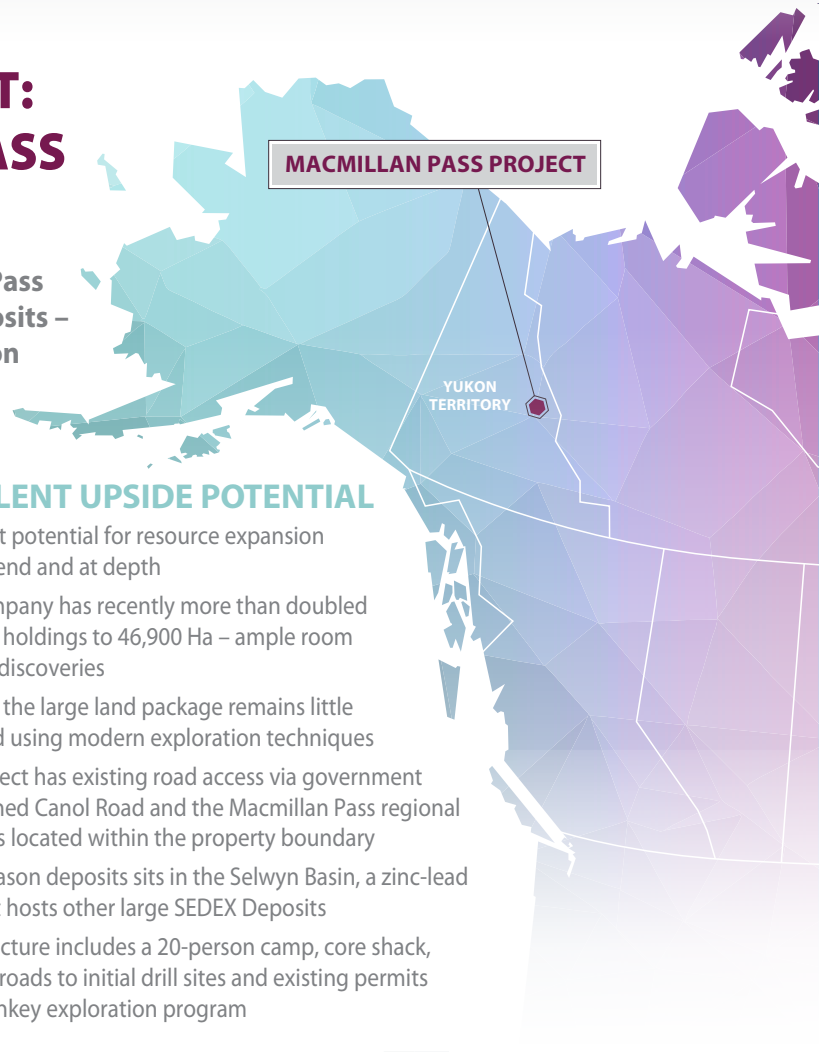 T:
ASS
MACMILLAN PASS PROJECT
Pass
osits –
on
YUKON
TERRITORY
LENT UPSIDE POTENTIAL
t potential for resource expansion
end and at depth
mpany has recently more than doubled
holdings to 46,900 Ha – ample room
discoveries
the large land package remains little
d using modern exploration techniques
ect has existing road access via government
ned Canol Road and the Macmillan Pass regional
s located within the property boundary
ason deposits sits in the Selwyn Basin, a zinc-lead
t hosts other large SEDEX Deposits
cture includes a 20-person camp, core shack,
roads to initial drill sites and existing permits
nkey exploration program